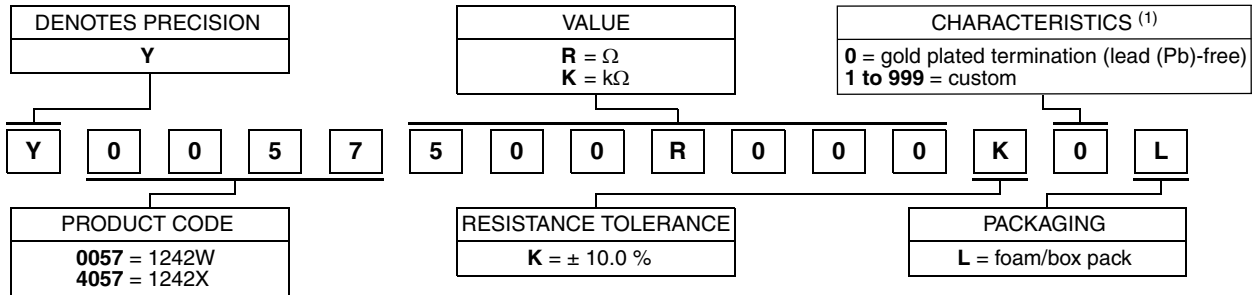 DENOTES PRECISION
Y
VALUE
R = Ω
K = kΩ
CHARACTERISTICS (1)
0 = gold plated termination (lead (Pb)-free)
1 to 999 = custom
Y 0 0 5 7 5 0 0 R 0 0 0 K 0 L
PRODUCT CODE
0057 = 1242W
4057 = 1242X
RESISTANCE TOLERANCE
K = ± 10.0 %
PACKAGING
L = foam/box pack